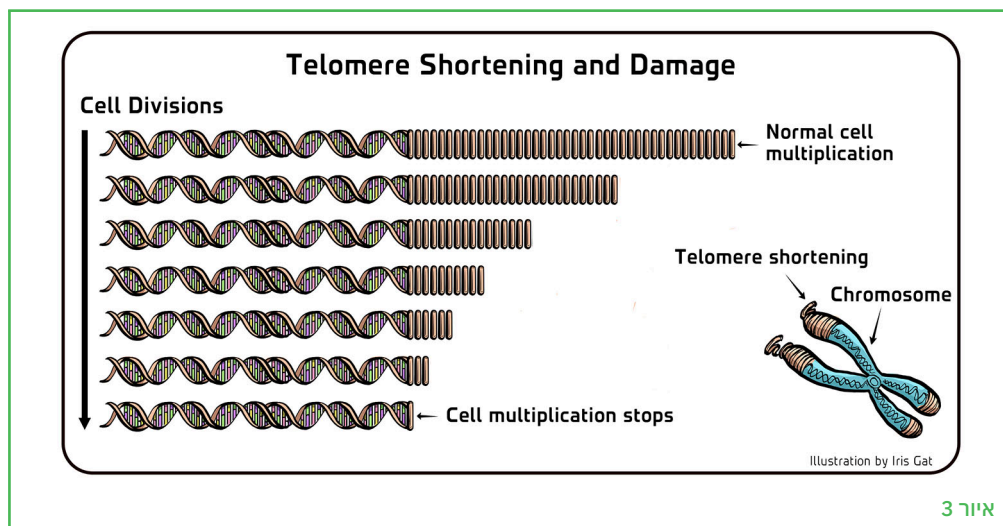 Telomere Shortening and Damage
Cell Divisions
Normal cell
multiplication
Telomere shortening
Chromosome
Cell multiplication stops
Illustration by Iris Gat
איור 3